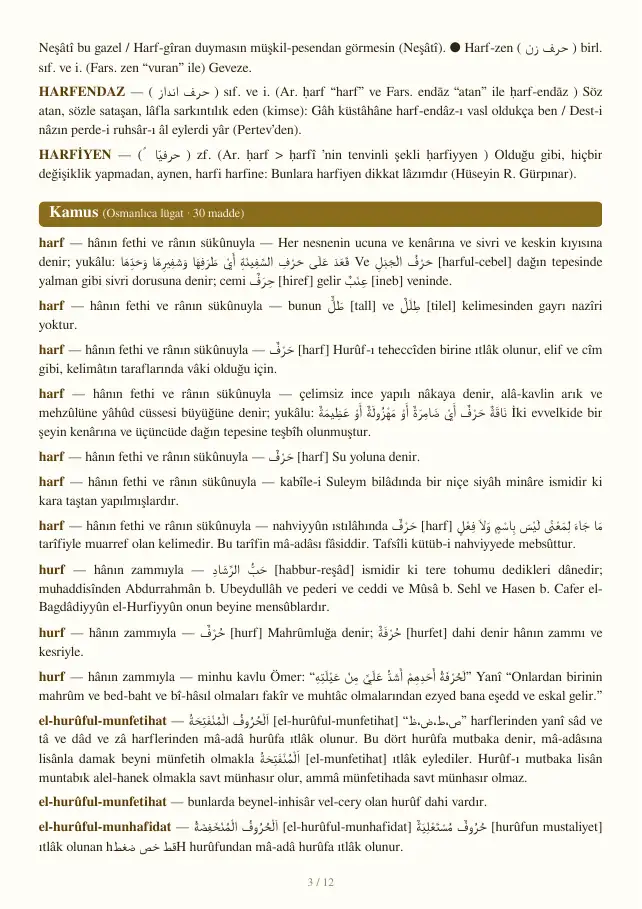 Neşâtî bu gazel / Harf-gîran duymasın müşkil-pesendan görmesin (Neşâtî). ● Harf-zen ( حرف زن ) birl.
sıf. ve i. (Fars. zen “vuran” ile) Geveze.
HARFENDAZ — ( حرف انداز ) sıf. ve i. (Ar. ḥarf “harf” ve Fars. endāz “atan” ile ḥarf-endāz ) Söz
atan, sözle sataşan, lâfla sarkıntılık eden (kimse): Gâh küstâhâne harf-endâz-ı vasl oldukça ben / Dest-i
nâzın perde-i ruhsâr-ı âl eylerdi yâr (Pertev’den).
HARFİYEN — (ً حرفيّا ) zf. (Ar. ḥarf > ḥarfī ’nin tenvinli şekli ḥarfiyyen ) Olduğu gibi, hiçbir
değişiklik yapmadan, aynen, harfi harfine: Bunlara harfiyen dikkat lâzımdır (Hüseyin R. Gürpınar).
Kamus (Osmanlıca lügat · 30 madde)
harf — hânın fethi ve rânın sükûnuyla — Her nesnenin ucuna ve kenârına ve sivri ve keskin kıyısına
denir; yukâlu: قَعَدَ عَلَى حَرْفِ السَّفِينَةِ أَيْ طَرَفِهَا وَشَفِيرِهَا وَحَدِّهَا Ve حَرْفُ الْجَبَلِ [harful-cebel] dağın tepesinde
yalman gibi sivri dorusuna denir; cemi حِرَفٌ [hiref] gelir عِنَبٌ [ineb] veninde.
harf — hânın fethi ve rânın sükûnuyla — bunun طَلٌّ [tall] ve طِلَلٌ [tilel] kelimesinden gayrı nazîri
yoktur.
harf — hânın fethi ve rânın sükûnuyla — حَرْفٌ [harf] Hurûf-ı teheccîden birine ıtlâk olunur, elif ve cîm
gibi, kelimâtın taraflarında vâki olduğu için.
harf — hânın fethi ve rânın sükûnuyla — çelimsiz ince yapılı nâkaya denir, alâ-kavlin arık ve
mehzûlüne yâhûd cüssesi büyüğüne denir; yukâlu: نَاقَةٌ حَرْفٌ أَيْ ضَامِرَةٌ أَوْ مَهْزُولَةٌ أَوْ عَظِيمَةٌ İki evvelkide bir
şeyin kenârına ve üçüncüde dağın tepesine teşbîh olunmuştur.
harf — hânın fethi ve rânın sükûnuyla — حَرْفٌ [harf] Su yoluna denir.
harf — hânın fethi ve rânın sükûnuyla — kabîle-i Suleym bilâdında bir niçe siyâh minâre ismidir ki
kara taştan yapılmışlardır.
harf — hânın fethi ve rânın sükûnuyla — nahviyyûn ıstılâhında حَرْفٌ [harf] مَا جَاءَ لِمَعْنًى لَيْسَ بِاسْمٍ وَلَا فِعْلٍ
tarîfiyle muarref olan kelimedir. Bu tarîfin mâ-adâsı fâsiddir. Tafsîli kütüb-i nahviyyede mebsûttur.
hurf — hânın zammıyla — حَبُّ الرَّشَادِ [habbur-reşâd] ismidir ki tere tohumu dedikleri dânedir;
muhaddisînden Abdurrahmân b. Ubeydullâh ve pederi ve ceddi ve Mûsâ b. Sehl ve Hasen b. Cafer el-
Bagdâdiyyûn el-Hurfiyyûn onun beyine mensûblardır.
hurf — hânın zammıyla — حُرْفٌ [hurf] Mahrûmluğa denir; حُرْفَةٌ [hurfet] dahi denir hânın zammı ve
kesriyle.
hurf — hânın zammıyla — minhu kavlu Ömer: “لَحُرْفَةُ أَحَدِهِمْ أَشَدُّ عَلَيَّ مِنْ عَيْلَتِهِ” Yanî “Onlardan birinin
mahrûm ve bed-baht ve bî-hâsıl olmaları fakîr ve muhtâc olmalarından ezyed bana eşedd ve eskal gelir.”
el-hurûful-munfetihat — اَلْحُرُوفُ الْمُنْفَتِحَةُ [el-hurûful-munfetihat] “ص،ط،ض،ظ” harflerinden yanî sâd ve
tâ ve dâd ve zâ harflerinden mâ-adâ hurûfa ıtlâk olunur. Bu dört hurûfa mutbaka denir, mâ-adâsına
lisânla damak beyni münfetih olmakla اَلْمُنْفَتِحَةُ [el-munfetih] ıtlâk eylediler. Hurûf-ı mutbaka lisân
muntabık alel-hanek olmakla savt münhasır olur, ammâ münfetihada savt münhasır olmaz.
el-hurûful-munfetihat — bunlarda beynel-inhisâr vel-cery olan hurûf dahi vardır.
el-hurûful-munhafidat — اَلْحُرُوفُ الْمُنْخَفِضَةُ [el-hurûful-munhafidat] حُرُوفٌ مُسْتَعْلِيَةٌ [hurûfun mustaliyet]
ıtlâk olunan hقظ خص ضغطH hurûfundan mâ-adâ hurûfa ıtlâk olunur.
3 / 12